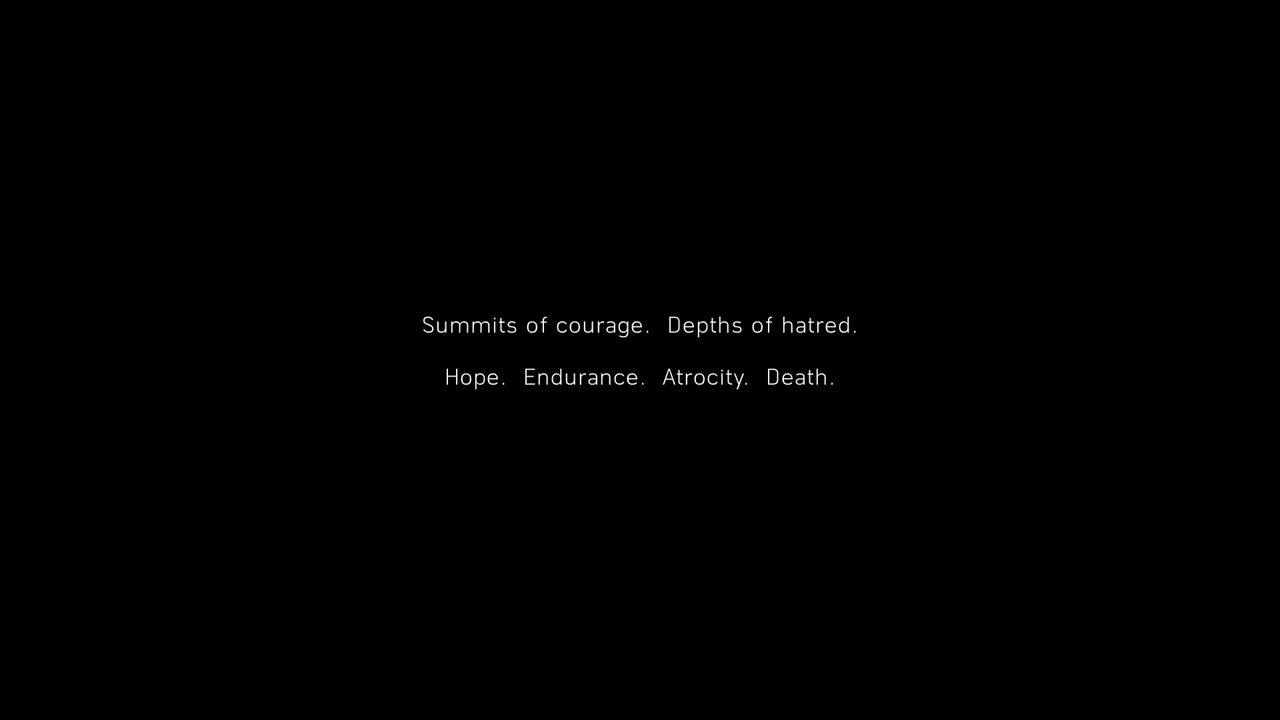 Summits of courage.  Depths of hatred.
Hope.  Endurance.  Atrocity.  Death.